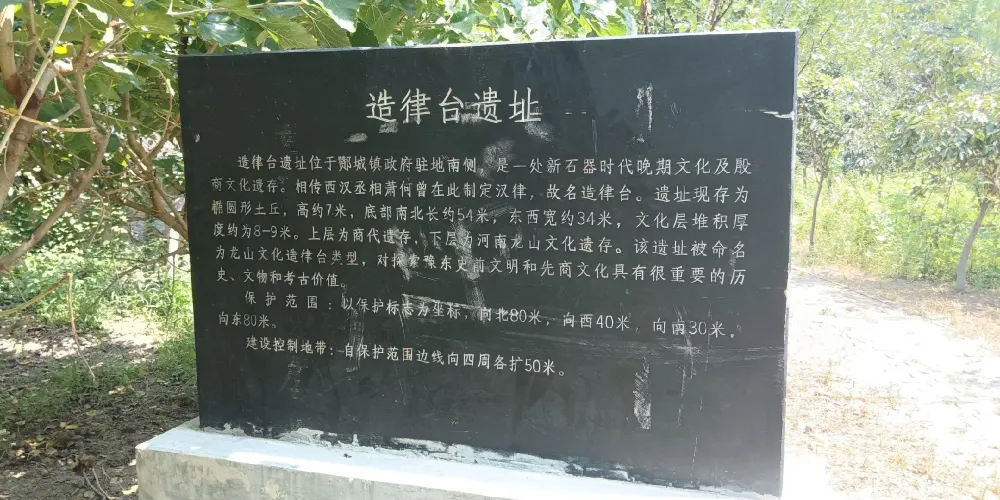 造律台遗址
造律台遗址位于酂城镇政府驻地南侧，是一处新石器时代晚期文化及殷
商文化遗存。相传西汉丞相萧何曾在此制定汉律，故名造律台。遗址现存为
椭圆形土丘，高约7米，底部南北长约54米，东西宽约34米，文化层堆积厚
度约为8-9米。上层为商代遗存，下层为河南龙山文化遗存。该遗址被命名
为龙山文化造律台类型，对探索豫东史前文明和先商文化具有很重要的历
史、文物和考古价值。
保护范围：以保护标志为坐标，向北80米，向西40米，向南30米，
向东80米。
建设控制地带：自保护范围边线向四周各扩50米。